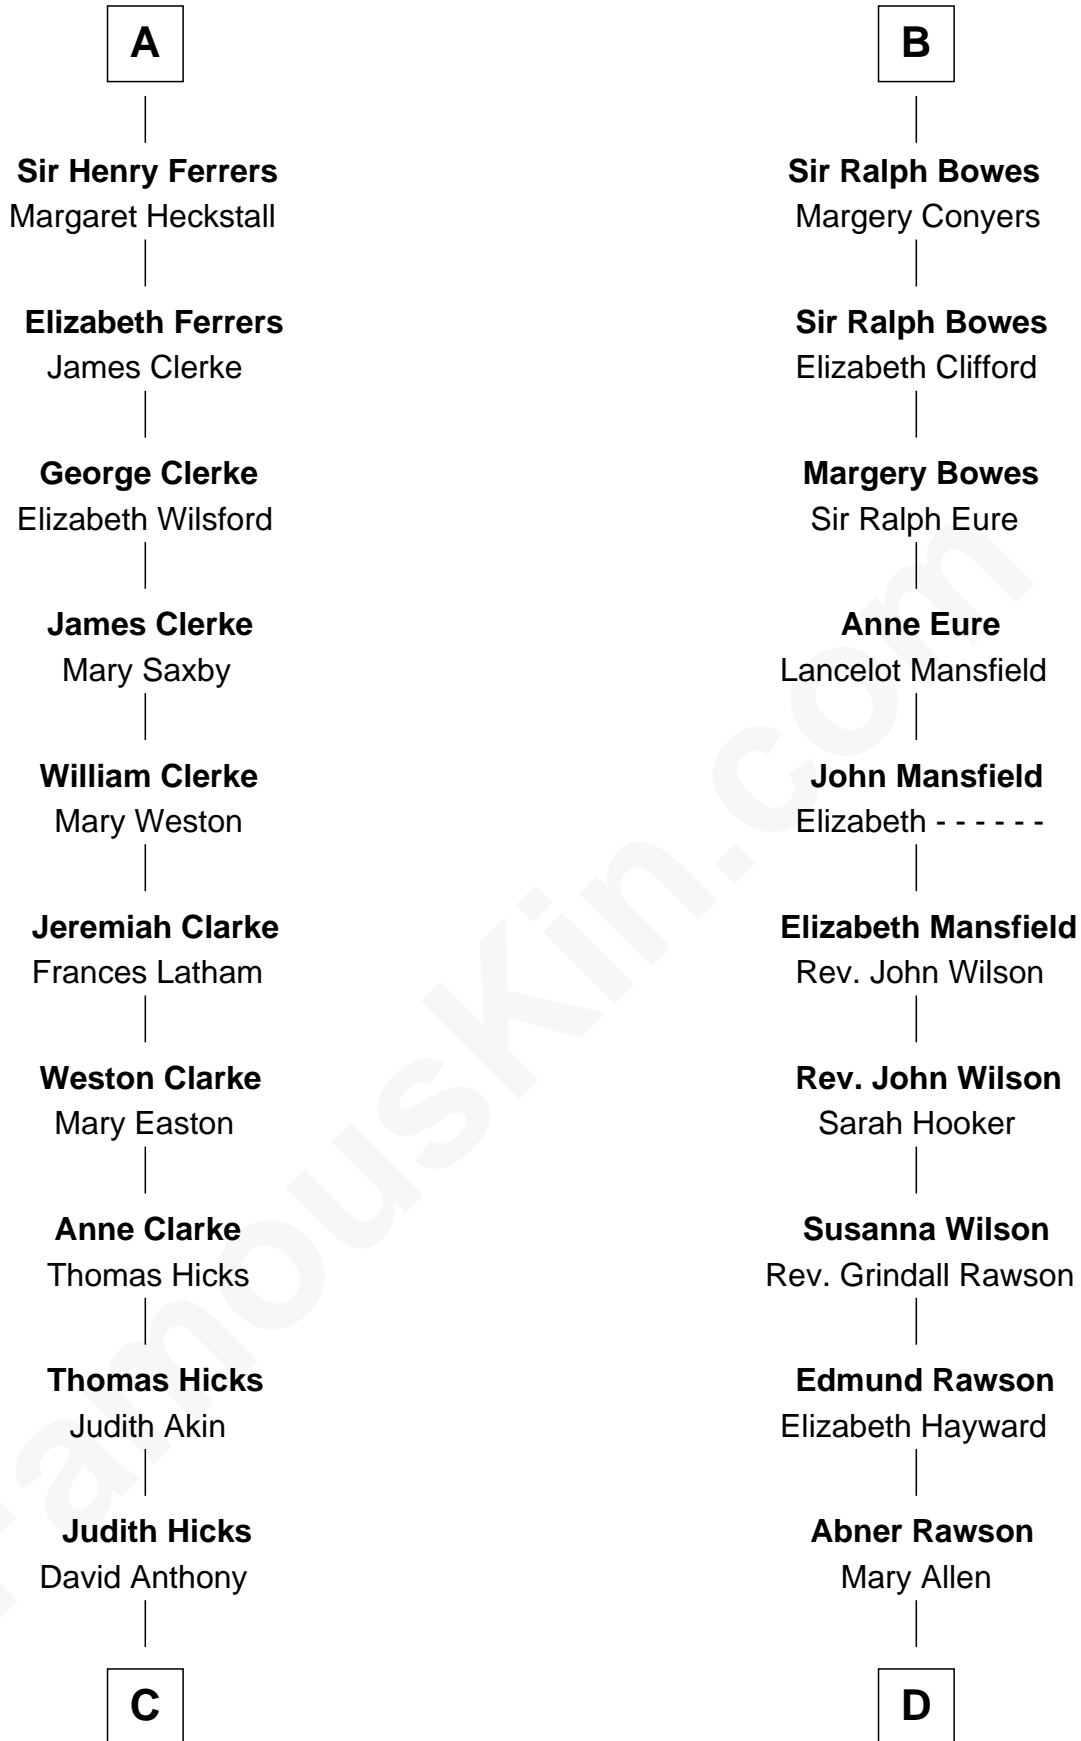 A
Sir Henry Ferrers
Margaret Heckstall
Elizabeth Ferrers
James Clerke
George Clerke
Elizabeth Wilsford
James Clerke
Mary Saxby
William Clerke
Mary Weston
Jeremiah Clarke
Frances Latham
Weston Clarke
Mary Easton
Anne Clarke
Thomas Hicks
Thomas Hicks
Judith Akin
Judith Hicks
David Anthony
C
B
Sir Ralph Bowes
Margery Conyers
Sir Ralph Bowes
Elizabeth Clifford
Margery Bowes
Sir Ralph Eure
Anne Eure
Lancelot Mansfield
John Mansfield
Elizabeth - - - - - -
Elizabeth Mansfield
Rev. John Wilson
Rev. John Wilson
Sarah Hooker
Susanna Wilson
Rev. Grindall Rawson
Edmund Rawson
Elizabeth Hayward
Abner Rawson
Mary Allen
D
FamousKin.com